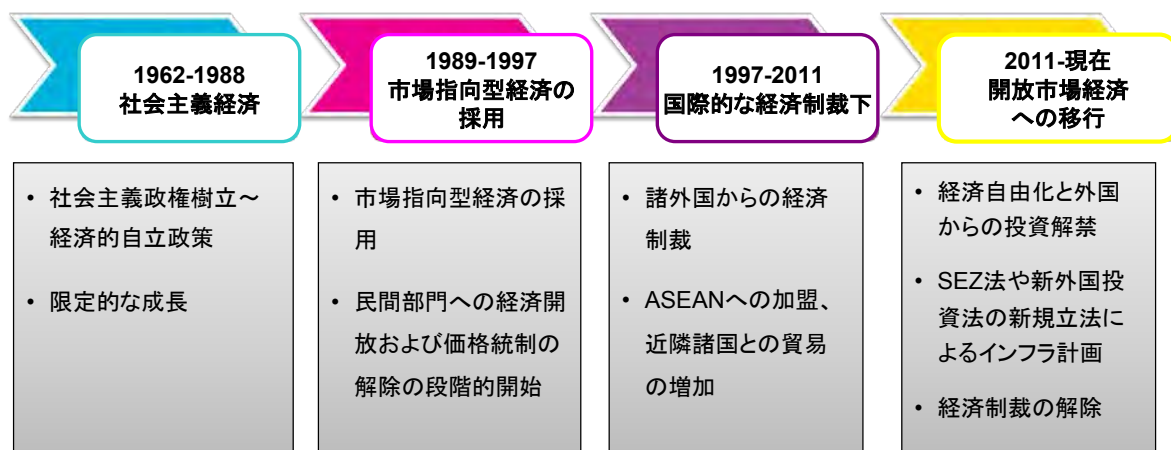 1962-1988
社会主義経済
1989-1997
市場指向型経済の
採用
1997-2011
国際的な経済制裁下
2011-現在
開放市場経済
への移行
• 社会主義政権樹立～
経済的自立政策
• 限定的な成長
• 市場指向型経済の採
用
• 民間部門への経済開
放および価格統制の
解除の段階的開始
• 諸外国からの経済
制裁
• ASEANへの加盟、
近隣諸国との貿易
の増加
• 経済自由化と外国
からの投資解禁
• SEZ法や新外国投
資法の新規立法に
よるインフラ計画
• 経済制裁の解除